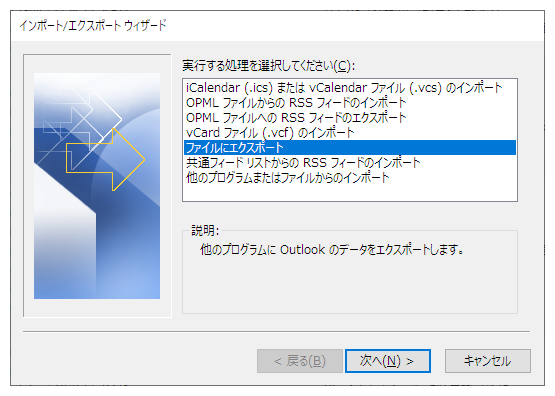 インポート/エクスポート ウィザード
実行する処理を選択してください(C):
iCalendar (.ics) または vCalendar ファイル (.vcs) のインポート
OPML ファイルからの RSS フィードのインポート
OPML ファイルへの RSS フィードのエクスポート
vCard ファイル (.vcf) のインポート
ファイルにエクスポート
共通フィード リストからの RSS フィードのインポート
他のプログラムまたはファイルからのインポート
説明:
他のプログラムに Outlook のデータをエクスポートします。
< 戻る(B)
次へ(N) >
キャンセル